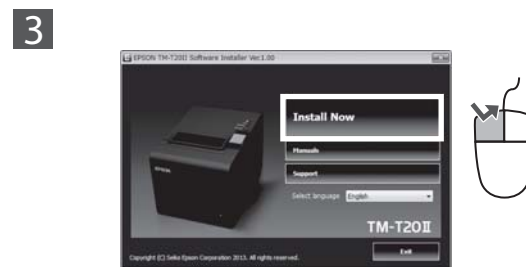 3
EPSON TM-T20II Software Installer Ver.1.00
Install Now
Manuals
Support
Select language English
EPSON
TM-T20II
Exit
Copyright (C) Seiko Epson Corporation 2013. All rights reserved.